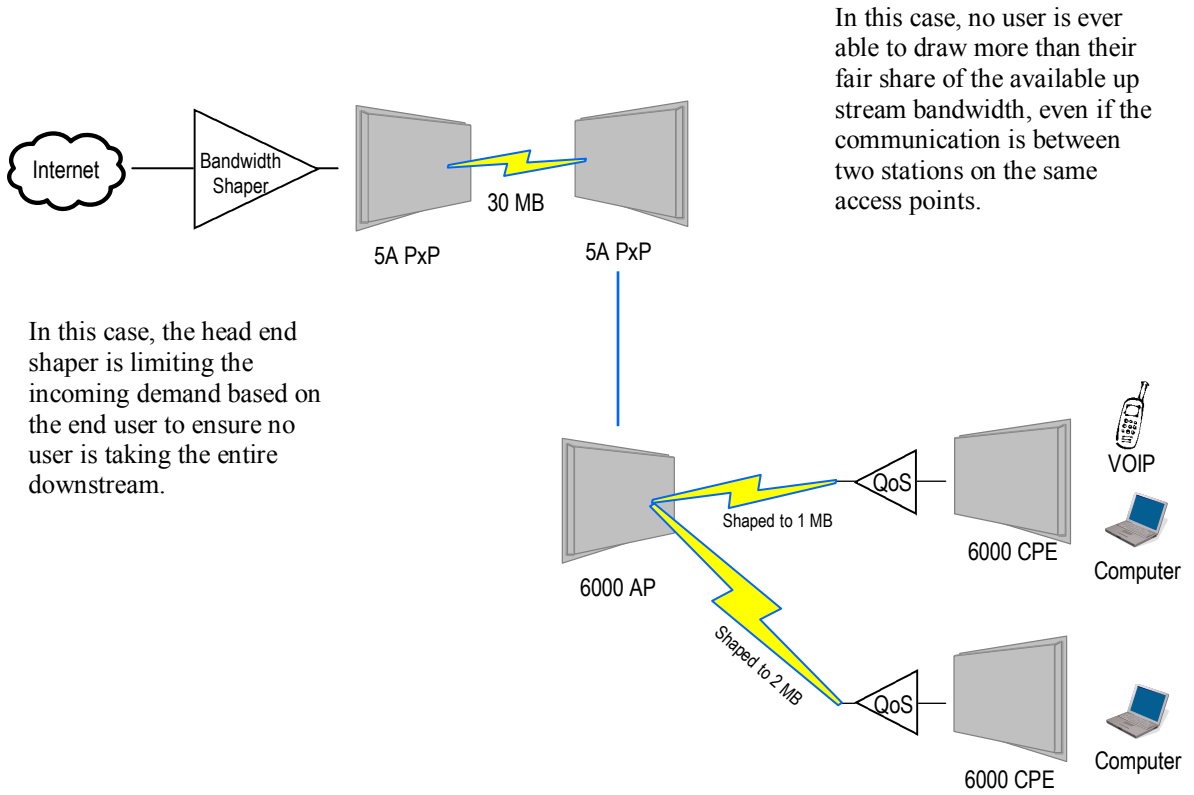 In this case, no user is ever
able to draw more than their
fair share of the available up
stream bandwidth, even if the
communication is between
two stations on the same
access points.
Internet
Bandwidth
Shaper
30 MB
5A PxP
5A PxP
In this case, the head end
shaper is limiting the
incoming demand based on
the end user to ensure no
user is taking the entire
downstream.
VOIP
QoS
Shaped to 1 MB
6000 CPE
Computer
6000 AP
Shaped to 2 MB
QoS
Computer
6000 CPE